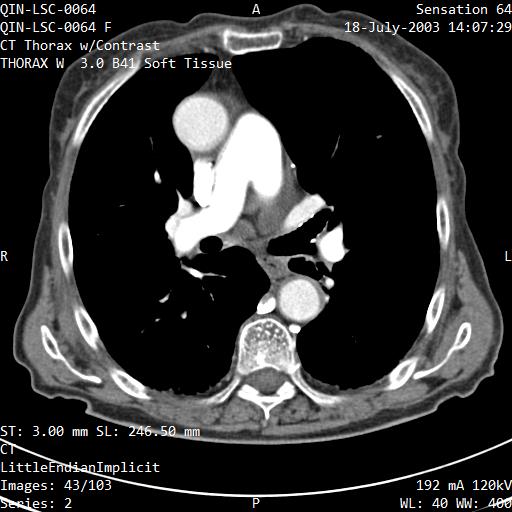 QIN-LSC-0064 A Sensation 64
QIN-LSC-0064 F 18-July-2003 14:07:29
CT Thorax w/Contrast
THORAX W 3.0 B41 Soft Tissue
R L
ST: 3.00 mm SL: 246.50 mm
CT
LittleEndianImplicit
Images: 43/103 192 mA 120kV
Series: 2 P WL: 40 WW: 400